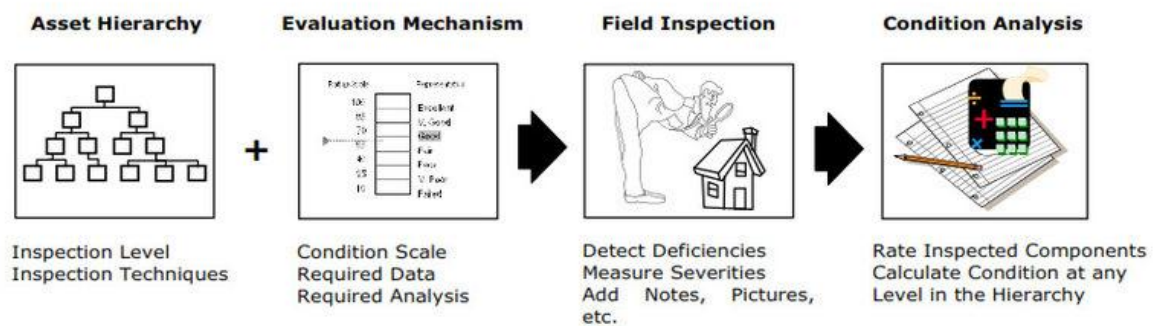 Asset Hierarchy
Evaluation Mechanism
Field Inspection
Condition Analysis
+
Excellent
V. Good
Good
Fair
Poor
V. Poor
Failed
Inspection Level
Inspection Techniques
Condition Scale
Required Data
Required Analysis
Detect Deficiencies
Measure Severities
Add Notes, Pictures,
etc.
Rate Inspected Components
Calculate Condition at any
Level in the Hierarchy